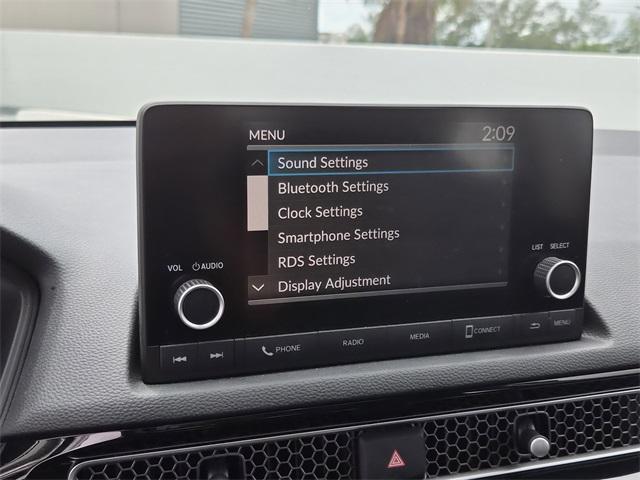 MENU 2:09
Sound Settings
Bluetooth Settings
Clock Settings
Smartphone Settings
RDS Settings
Display Adjustment
VOL AUDIO
LIST SELECT
PHONE RADIO MEDIA CONNECT MENU